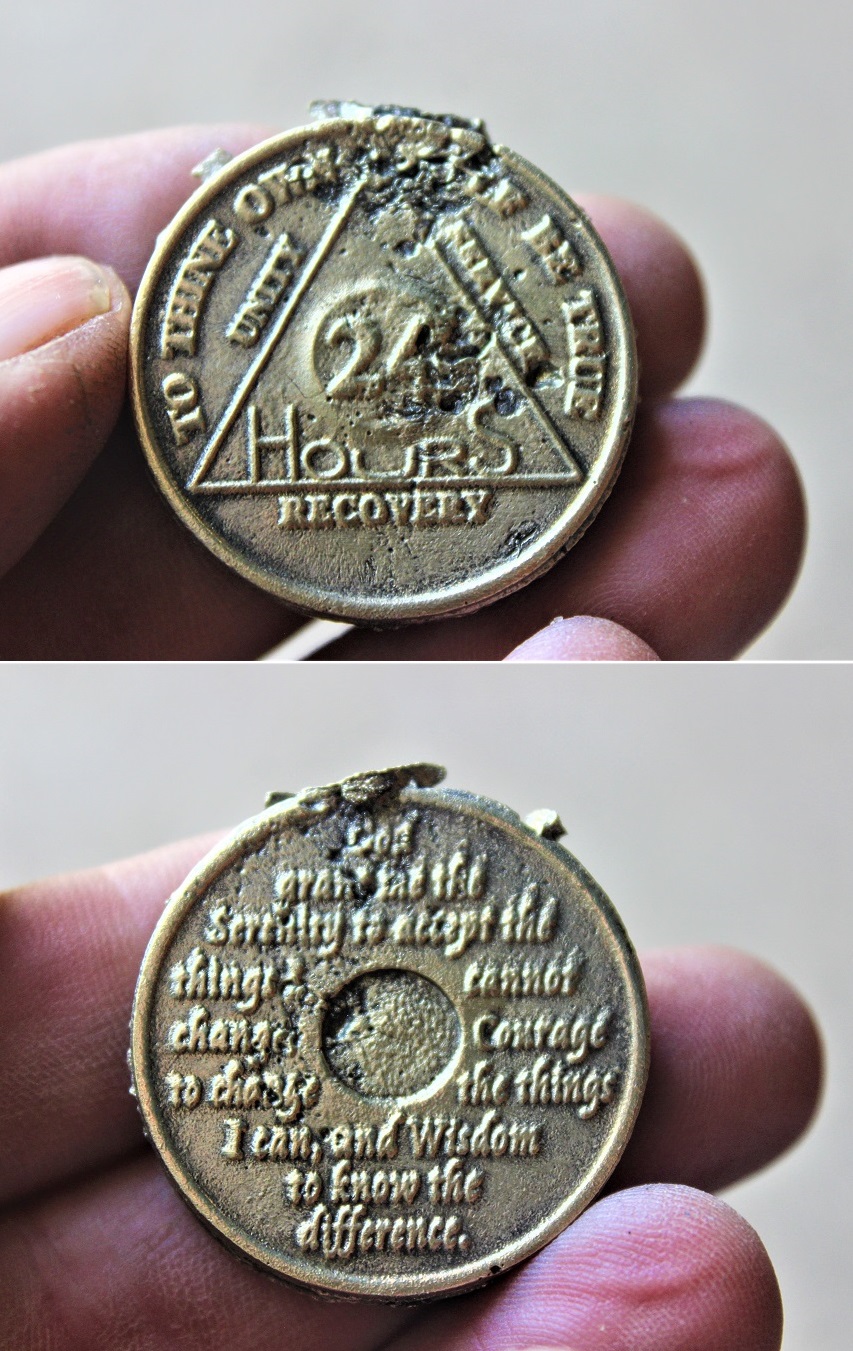 TO THINE OWN BE TRUE
UNITY
SERVICE
24
HOURS
RECOVERY
God
grant me the
Serenity to accept the
things I cannot
change, Courage
to change the things
I can, and Wisdom
to know the
difference.